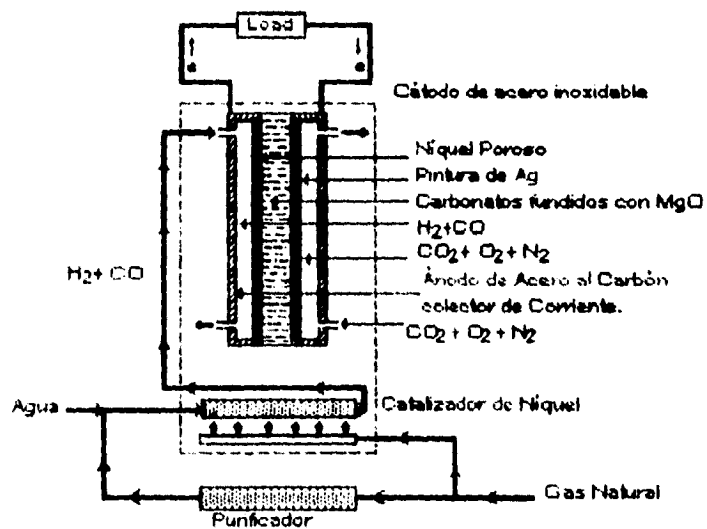 Load
e
e
Cátodo de acero inoxidable
Níquel Poroso
Pintura de Ag
Carbonatos fundidos con MgO
H2+CO
CO2+ O2+ N2
Ánodo de Acero al Carbón
colector de Corriente.
CO2 + O2 + N2
H2+ CO
Agua
Catalizador de Níquel
Gas Natural
Purificador